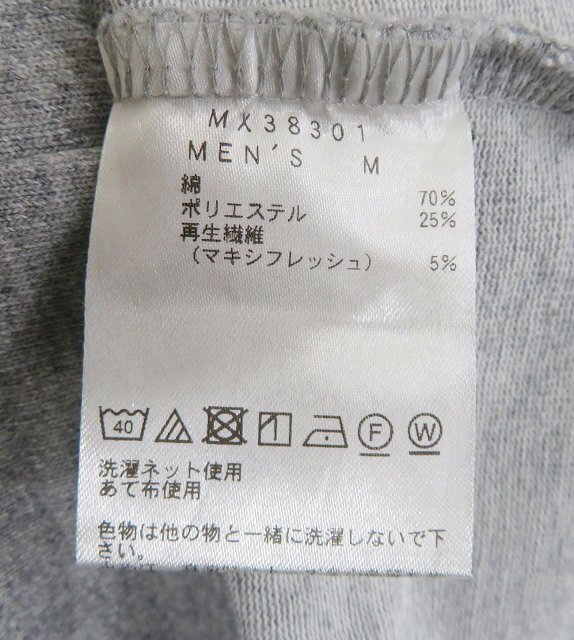 MX38301
MEN'S M
綿 70%
ポリエステル 25%
再生繊維
（マキシフレッシュ） 5%
40
F
W
洗濯ネット使用
あて布使用
色物は他の物と一緒に洗濯しないで下
さい。